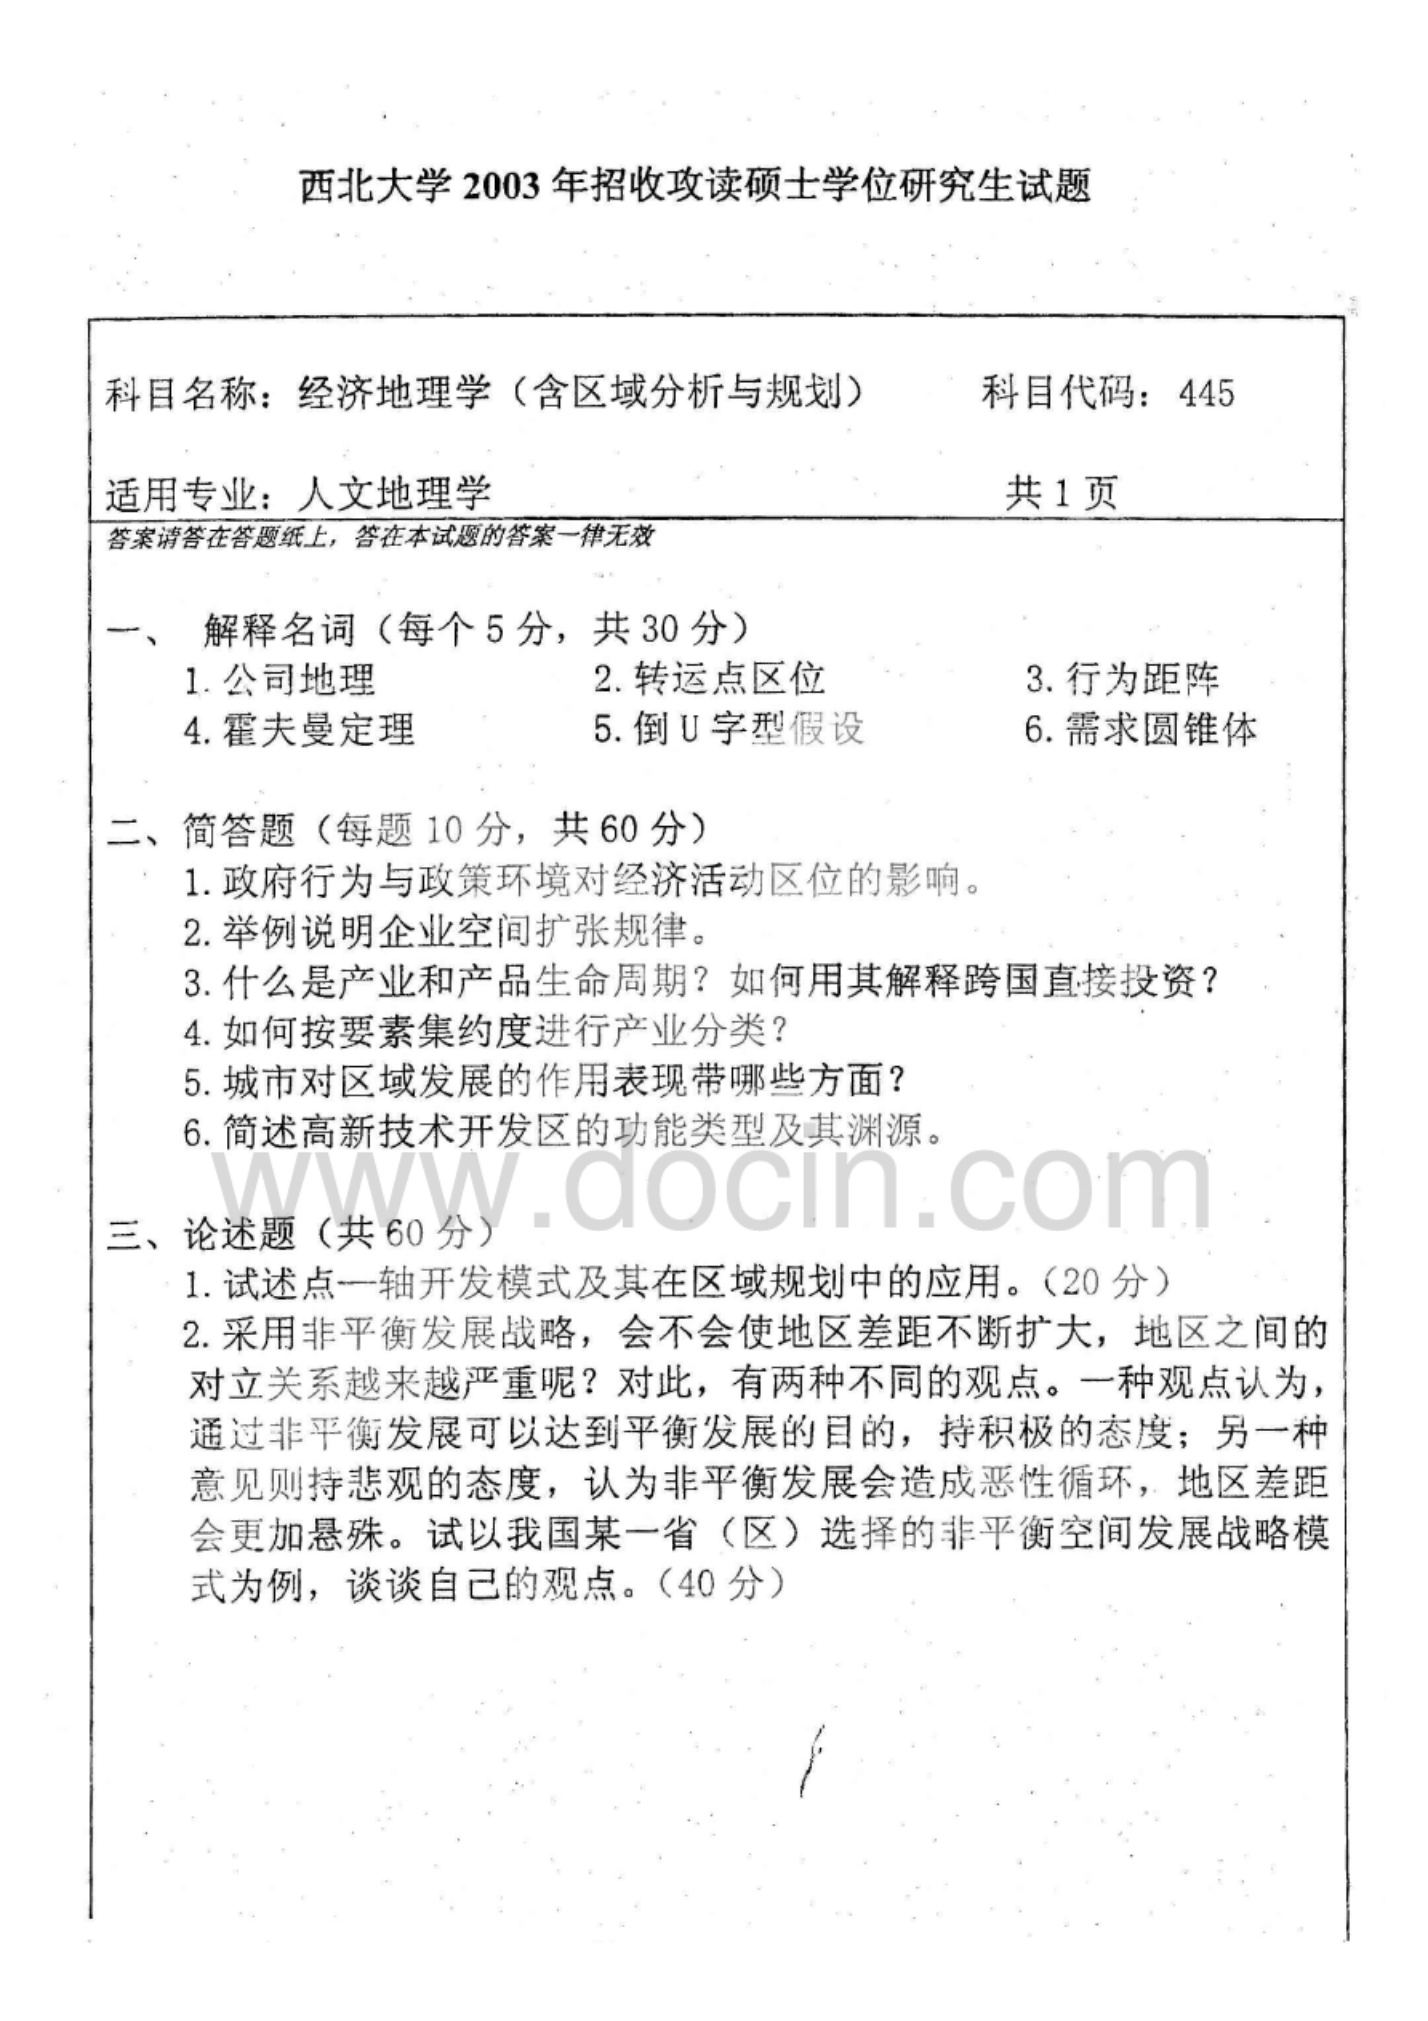 西北大学 2003 年招收攻读硕士学位研究生试题
科目名称：经济地理学（含区域分析与规划） 科目代码：445
适用专业：人文地理学 共 1 页
答案请答在答题纸上，答在本试题的答案一律无效
一、 解释名词（每个 5 分，共 30 分）
1.公司地理 2.转运点区位 3.行为距阵
4.霍夫曼定理 5.倒 U 字型假设 6.需求圆锥体
二、简答题（每题 10 分，共 60 分）
1.政府行为与政策环境对经济活动区位的影响。
2.举例说明企业空间扩张规律。
3.什么是产业和产品生命周期？如何用其解释跨国直接投资？
4.如何按要素集约度进行产业分类？
5.城市对区域发展的作用表现带哪些方面？
6.简述高新技术开发区的功能类型及其渊源。
www.docin.com
三、论述题（共 60 分）
1.试述点—轴开发模式及其在区域规划中的应用。（20 分）
2.采用非平衡发展战略，会不会使地区差距不断扩大，地区之间的
对立关系越来越严重呢？对此，有两种不同的观点。一种观点认为，
通过非平衡发展可以达到平衡发展的目的，持积极的态度；另一种
意见则持悲观的态度，认为非平衡发展会造成恶性循环，地区差距
会更加悬殊。试以我国某一省（区）选择的非平衡空间发展战略模
式为例，谈谈自己的观点。（40 分）